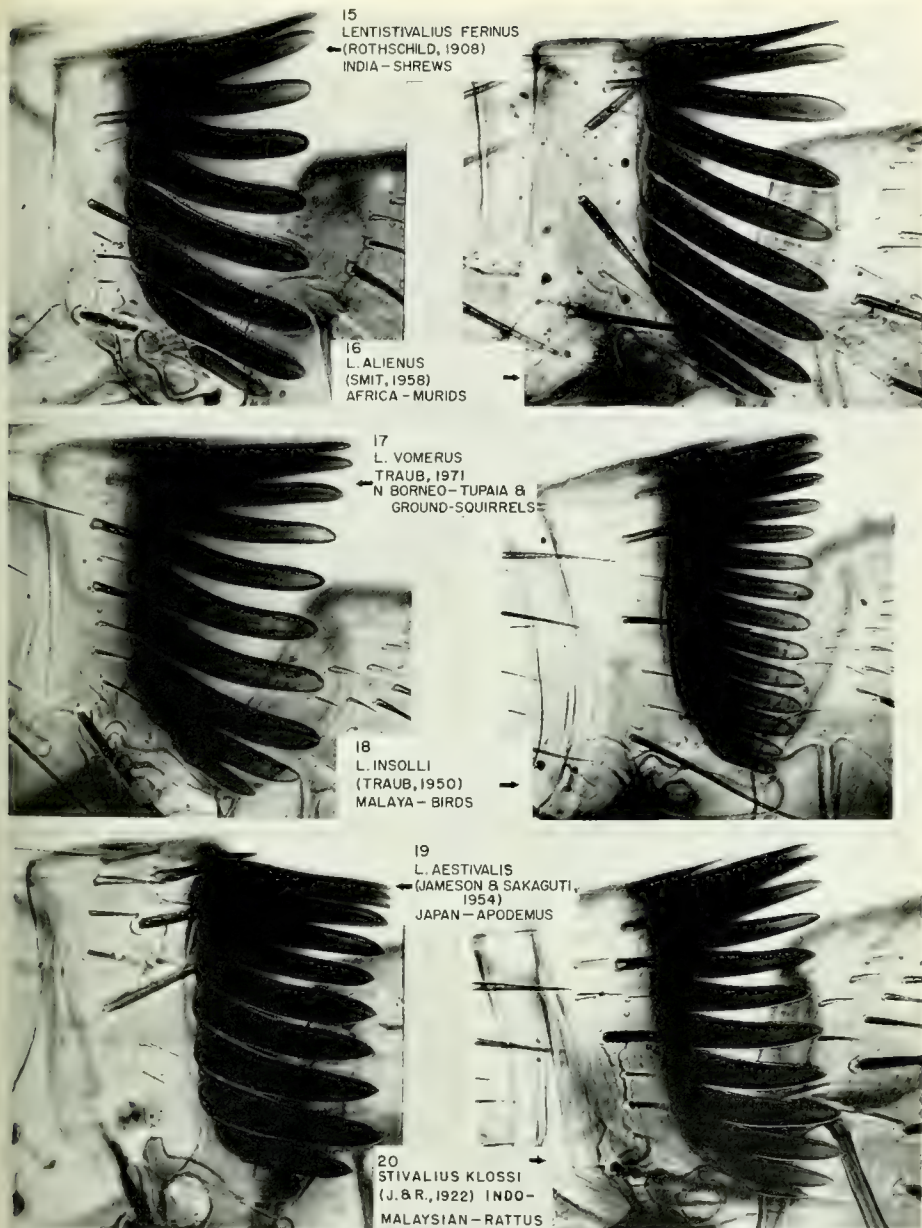 15
LENTISTIVALIUS FERINUS
(ROTHSCHILD, 1908)
INDIA-SHREWS
16
L. ALIENUS
(SMIT, 1958)
AFRICA-MURIDS
17
L. VOMERUS
TRAUB, 1971
N BORNEO-TUPAIA &
GROUND-SQUIRRELS
18
L. INSOLLI
(TRAUB, 1950)
MALAYA-BIRDS
19
L. AESTIVALIS
(JAMESON & SAKAGUTI,
1954)
JAPAN-APODEMUS
20
STIVALIUS KLOSSI
(J. & R., 1922) INDO-
MALAYSIAN-RATTUS